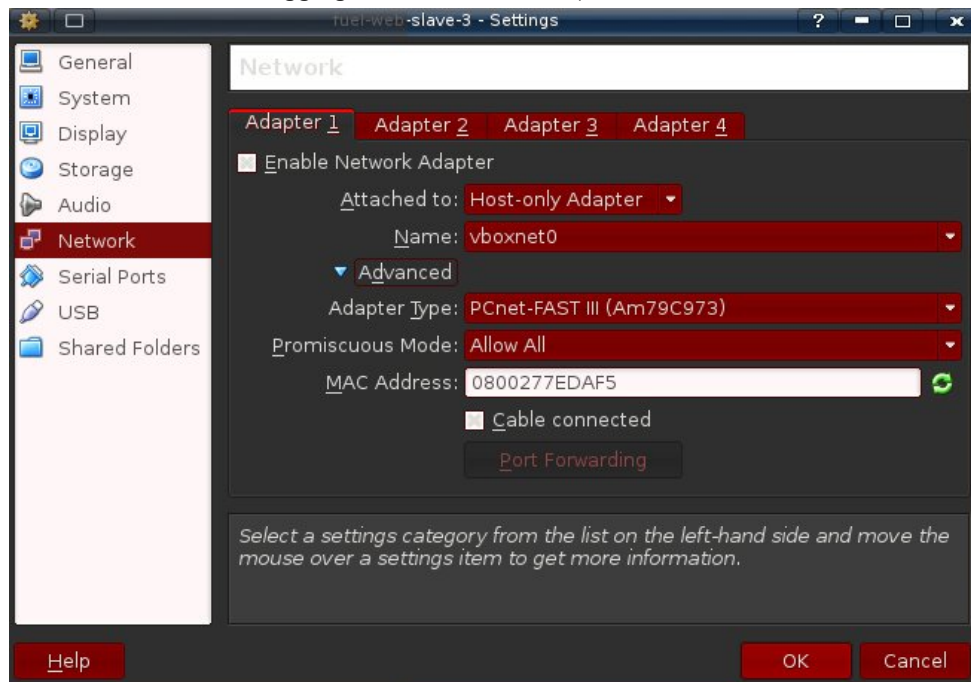 fuel-web-slave-3 - Settings
General
System
Display
Storage
Audio
Network
Serial Ports
USB
Shared Folders
Network
Adapter 1 Adapter 2 Adapter 3 Adapter 4
Enable Network Adapter
Attached to: Host-only Adapter
Name: vboxnet0
Advanced
Adapter Type: PCnet-FAST III (Am79C973)
Promiscuous Mode: Allow All
MAC Address: 0800277EDAF5
Cable connected
Port Forwarding
Select a settings category from the list on the left-hand side and move the
mouse over a settings item to get more information.
Help
OK Cancel